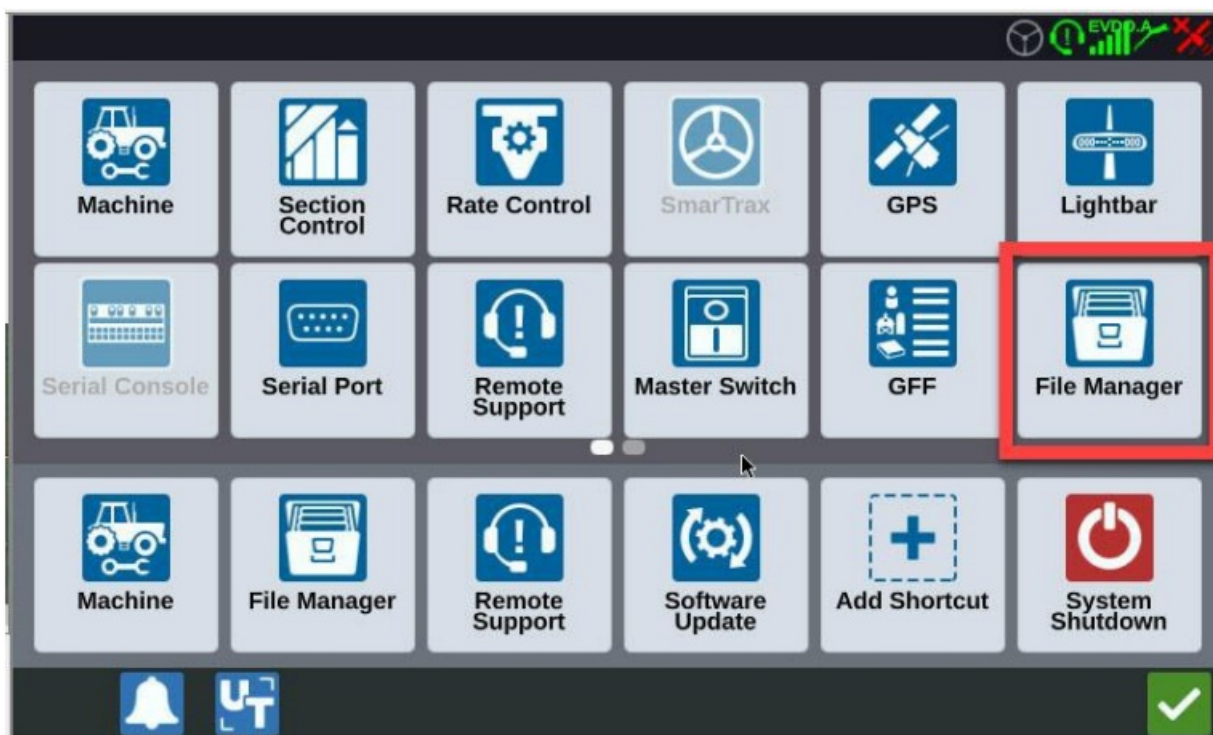 EVDO.A
Machine
Section
Control
Rate Control
SmarTrax
GPS
Lightbar
Serial Console
Serial Port
Remote
Support
Master Switch
GFF
File Manager
Machine
File Manager
Remote
Support
Software
Update
Add Shortcut
System
Shutdown
UT